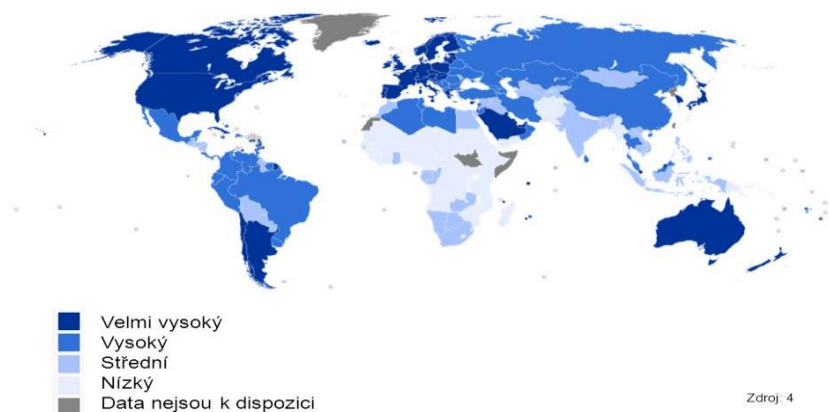 Velmi vysoký
Vysoký
Střední
Nízký
Data nejsou k dispozici
Zdroj: 4